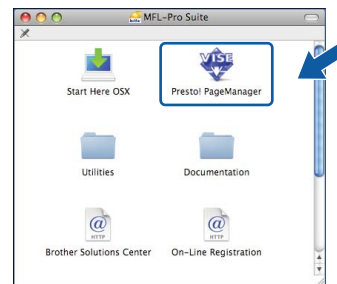 MFL-Pro Suite
VISE
Start Here OSX
Presto! PageManager
Utilities
Documentation
@
HTTP
@
HTTP
Brother Solutions Center
On-Line Registration